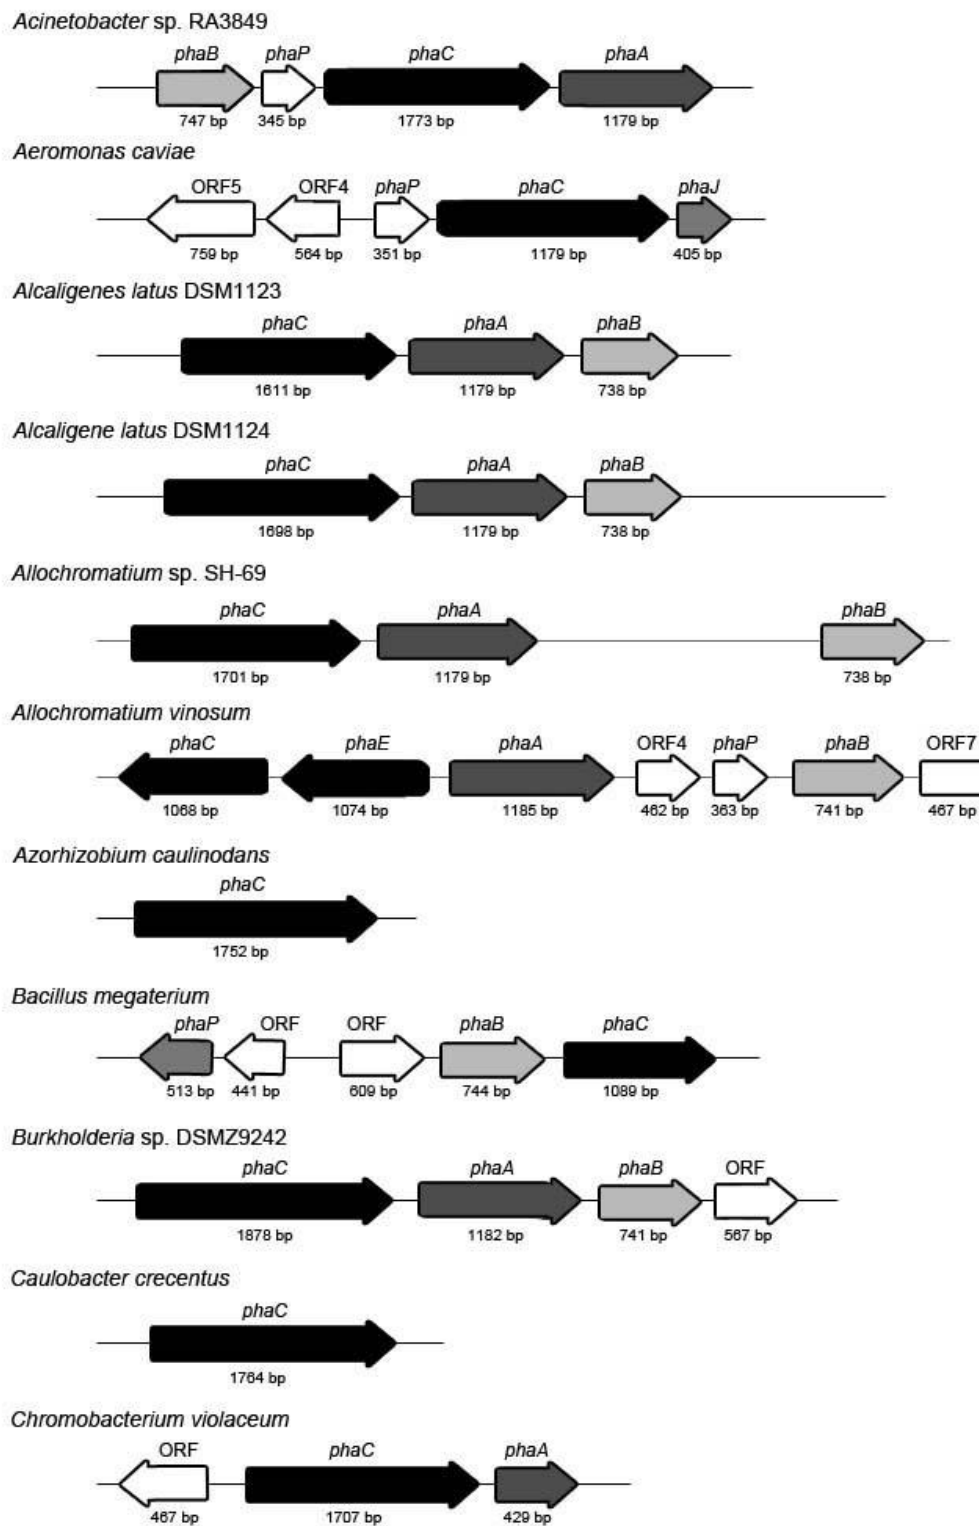 Acinetobacter sp. RA3849
phaB phaP phaC phaA
747 bp 345 bp 1773 bp 1179 bp
Aeromonas caviae
ORF5 ORF4 phaP phaC phaJ
759 bp 564 bp 351 bp 1179 bp 405 bp
Alcaligenes latus DSM1123
phaC phaA phaB
1611 bp 1179 bp 738 bp
Alcaligene latus DSM1124
phaC phaA phaB
1698 bp 1179 bp 738 bp
Allochromatium sp. SH-69
phaC phaA phaB
1701 bp 1179 bp 738 bp
Allochromatium vinosum
phaC phaE phaA ORF4 phaP phaB ORF7
1068 bp 1074 bp 1185 bp 462 bp 363 bp 741 bp 467 bp
Azorhizobium caulinodans
phaC
1752 bp
Bacillus megaterium
phaP ORF ORF phaB phaC
513 bp 441 bp 609 bp 744 bp 1089 bp
Burkholderia sp. DSMZ9242
phaC phaA phaB ORF
1878 bp 1182 bp 741 bp 567 bp
Caulobacter crecentus
phaC
1764 bp
Chromobacterium violaceum
ORF phaC phaA
467 bp 1707 bp 429 bp